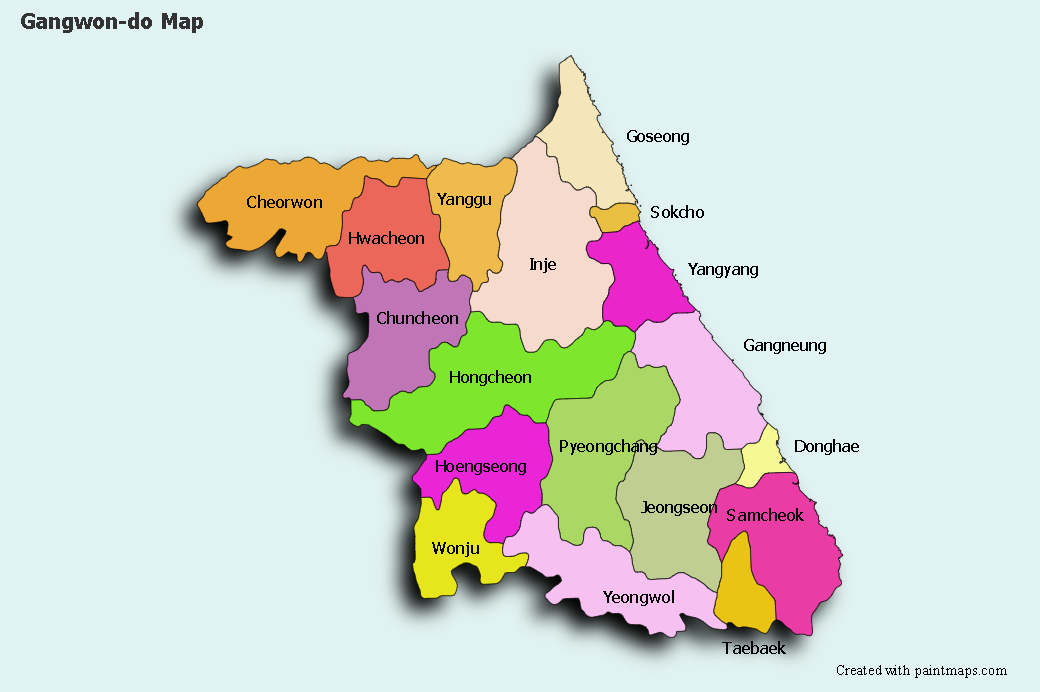 Gangwon-do Map
Goseong
Cheorwon
Yanggu
Sokcho
Hwacheon
Inje
Yangyang
Chuncheon
Gangneung
Hongcheon
Pyeongchang
Donghae
Hoengseong
Jeongseon
Samcheok
Wonju
Yeongwol
Taebaek
Created with paintmaps.com